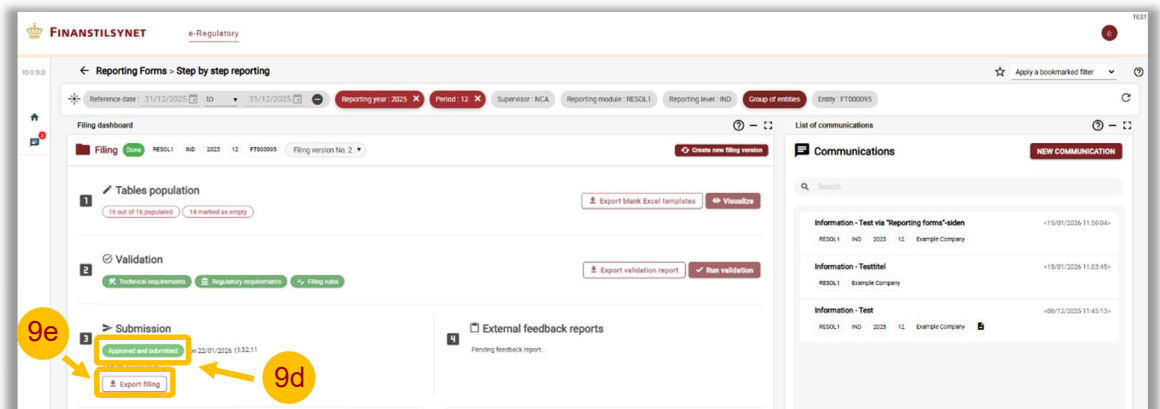 TEST
FINANSTILSYNET e-Regulatory e
10.0.9.0 ← Reporting Forms > Step by step reporting Apply a bookmarked filter
Reference date : 31/12/2025 to 31/12/2025 Reporting year : 2025 X Period : 12 X Supervisor : NCA Reporting module : RESOL1 Reporting level : IND Group of entities Entity : FT000095
Filing dashboard
List of communications
2
Filing Done RESOL1 IND 2025 12 FT000095 Filing version No. 2. Create new filing version
Communications NEW COMMUNICATION
Search
1 Tables population
16 out of 16 populated 14 marked as empty
Export blank Excel templates Visualize
2 Validation
Technical requirements Regulatory requirements Filing rules
Export validation report Run validation
3 Submission
Approved and submitted on 22/01/2026 11:32:11
Export filing
9e
9d
4 External feedback reports
Pending feedback report..
Information - Test via "Reporting forms"-siden <15/01/2026 11:59:04>
RESOL1 IND 2025 12 Example Company
Information - Testtitel <15/01/2026 11:03:45>
RESOL1 Example Company
Information - Test <08/12/2025 11:45:13>
RESOL1 IND 2025 12 Example Company